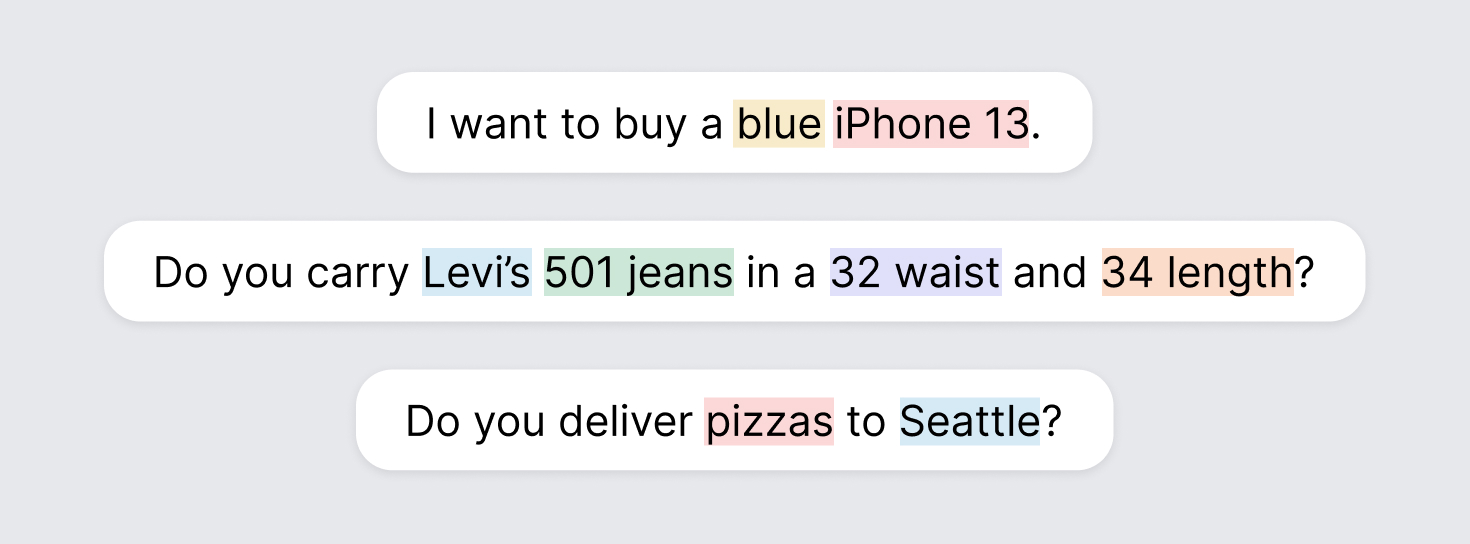 I want to buy a blue iPhone 13.
Do you carry Levi’s 501 jeans in a 32 waist and 34 length?
Do you deliver pizzas to Seattle?